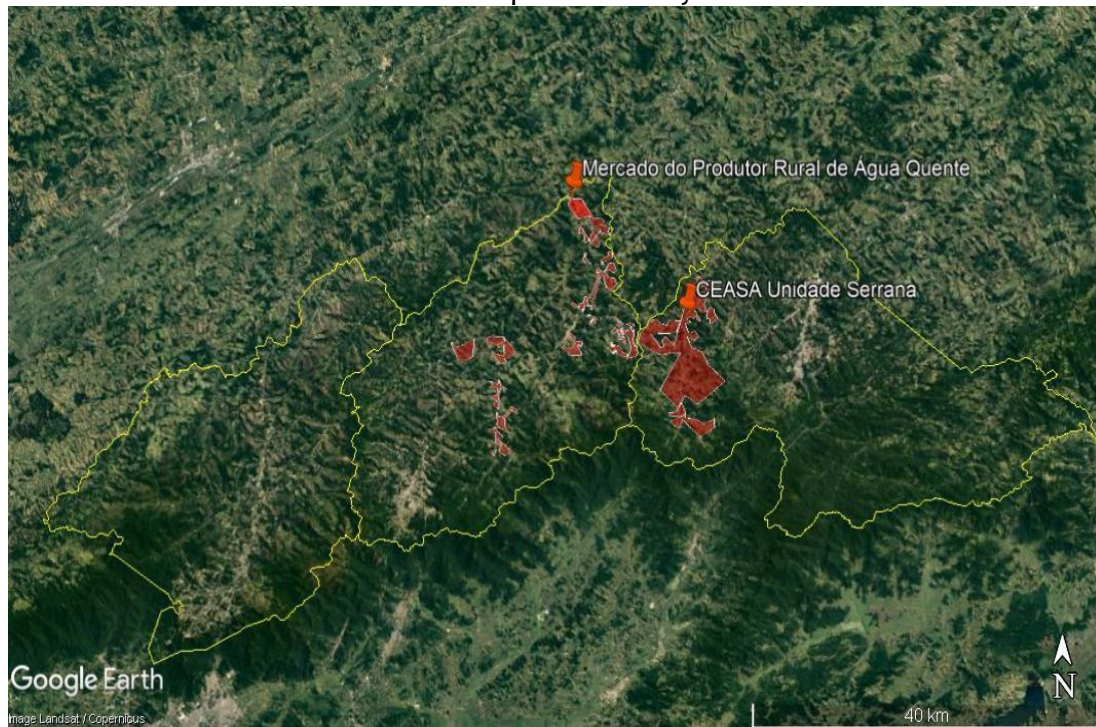 Mercado do Produtor Rural de Água Quente
CEASA Unidade Serrana
Google Earth
Image Landsat / Copernicus
40 km
N